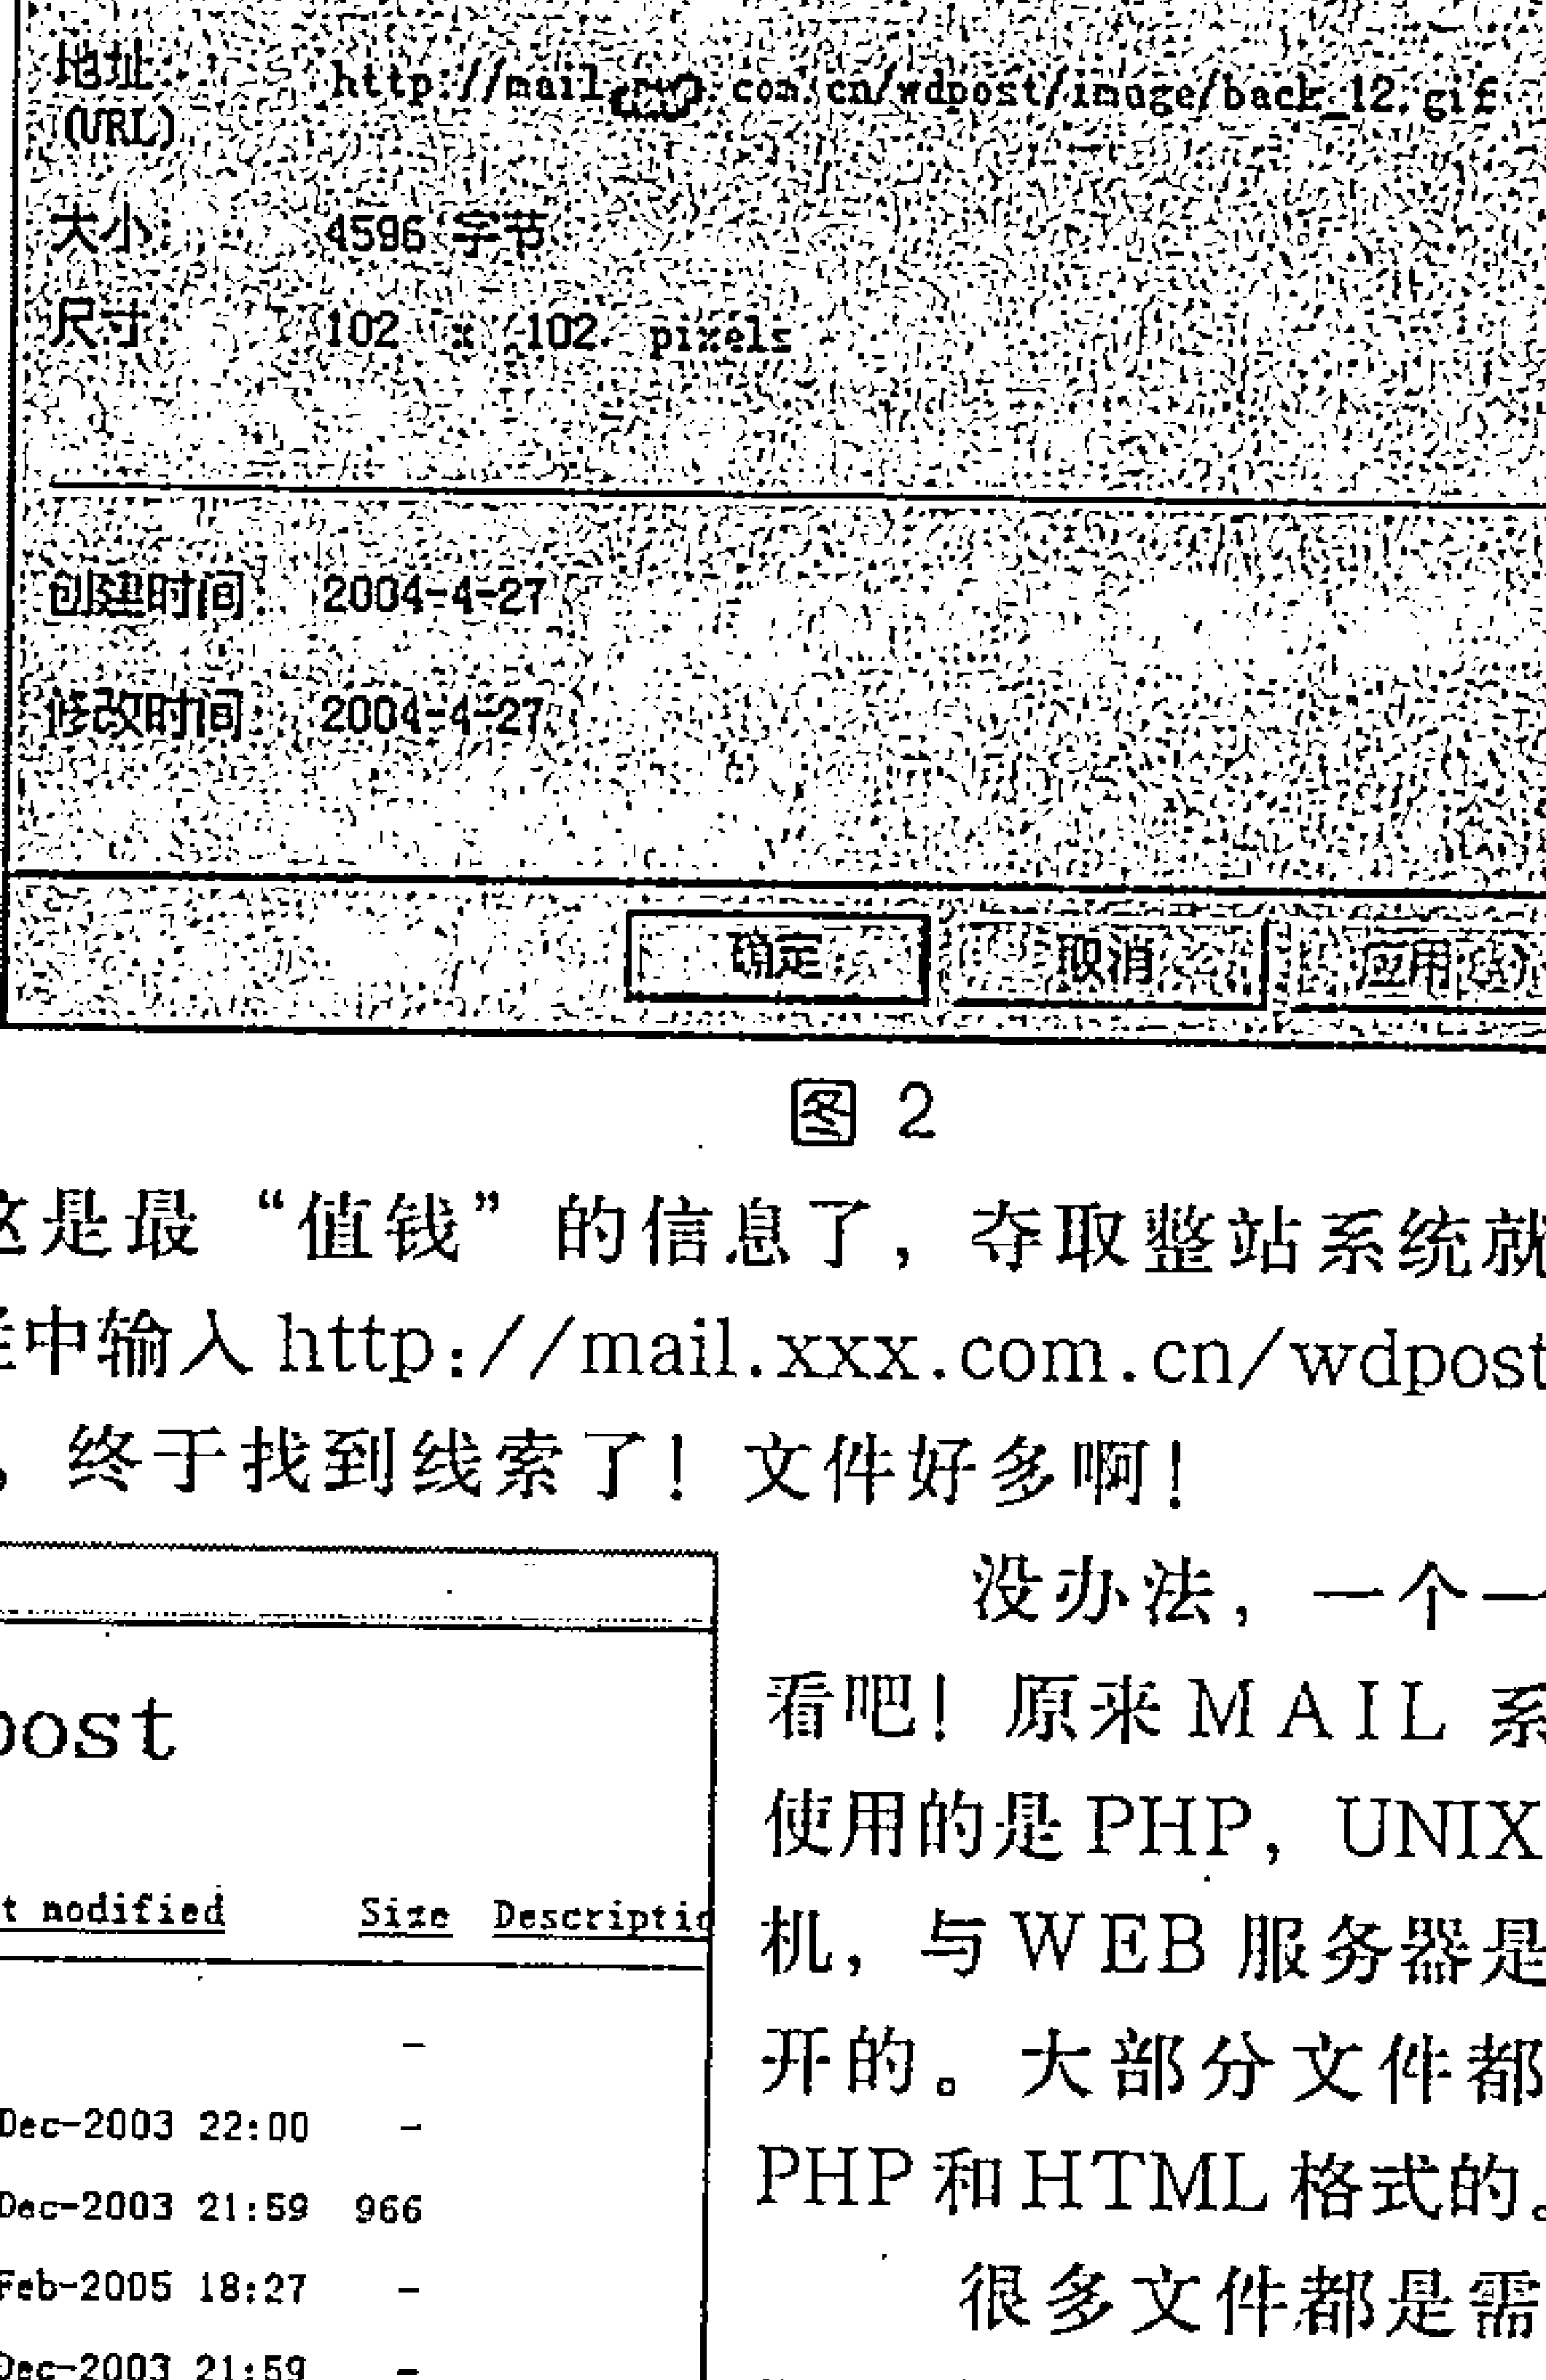 地址:
(URL)
http://mail. .com.cn/wdpost/image/back_12.gif
大小: 4596 字节
尺寸: 102 x 102 pixels
创建时间: 2004-4-27
修改时间: 2004-4-27
确定 取消 应用(A)
图 2
这是最“值钱”的信息了，夺取整站系统就
栏中输入http://mail.xxx.com.cn/wdpost
，终于找到线索了！文件好多啊！
post
t modified Size Descriptio
-
Dec-2003 22:00 -
Dec-2003 21:59 966
Feb-2005 18:27 -
Dec-2003 21:59 -
没办法，一个一
看吧！原来MAIL系
使用的是PHP，UNIX
机，与WEB服务器是
开的。大部分文件都
PHP和HTML格式的。
很多文件都是需